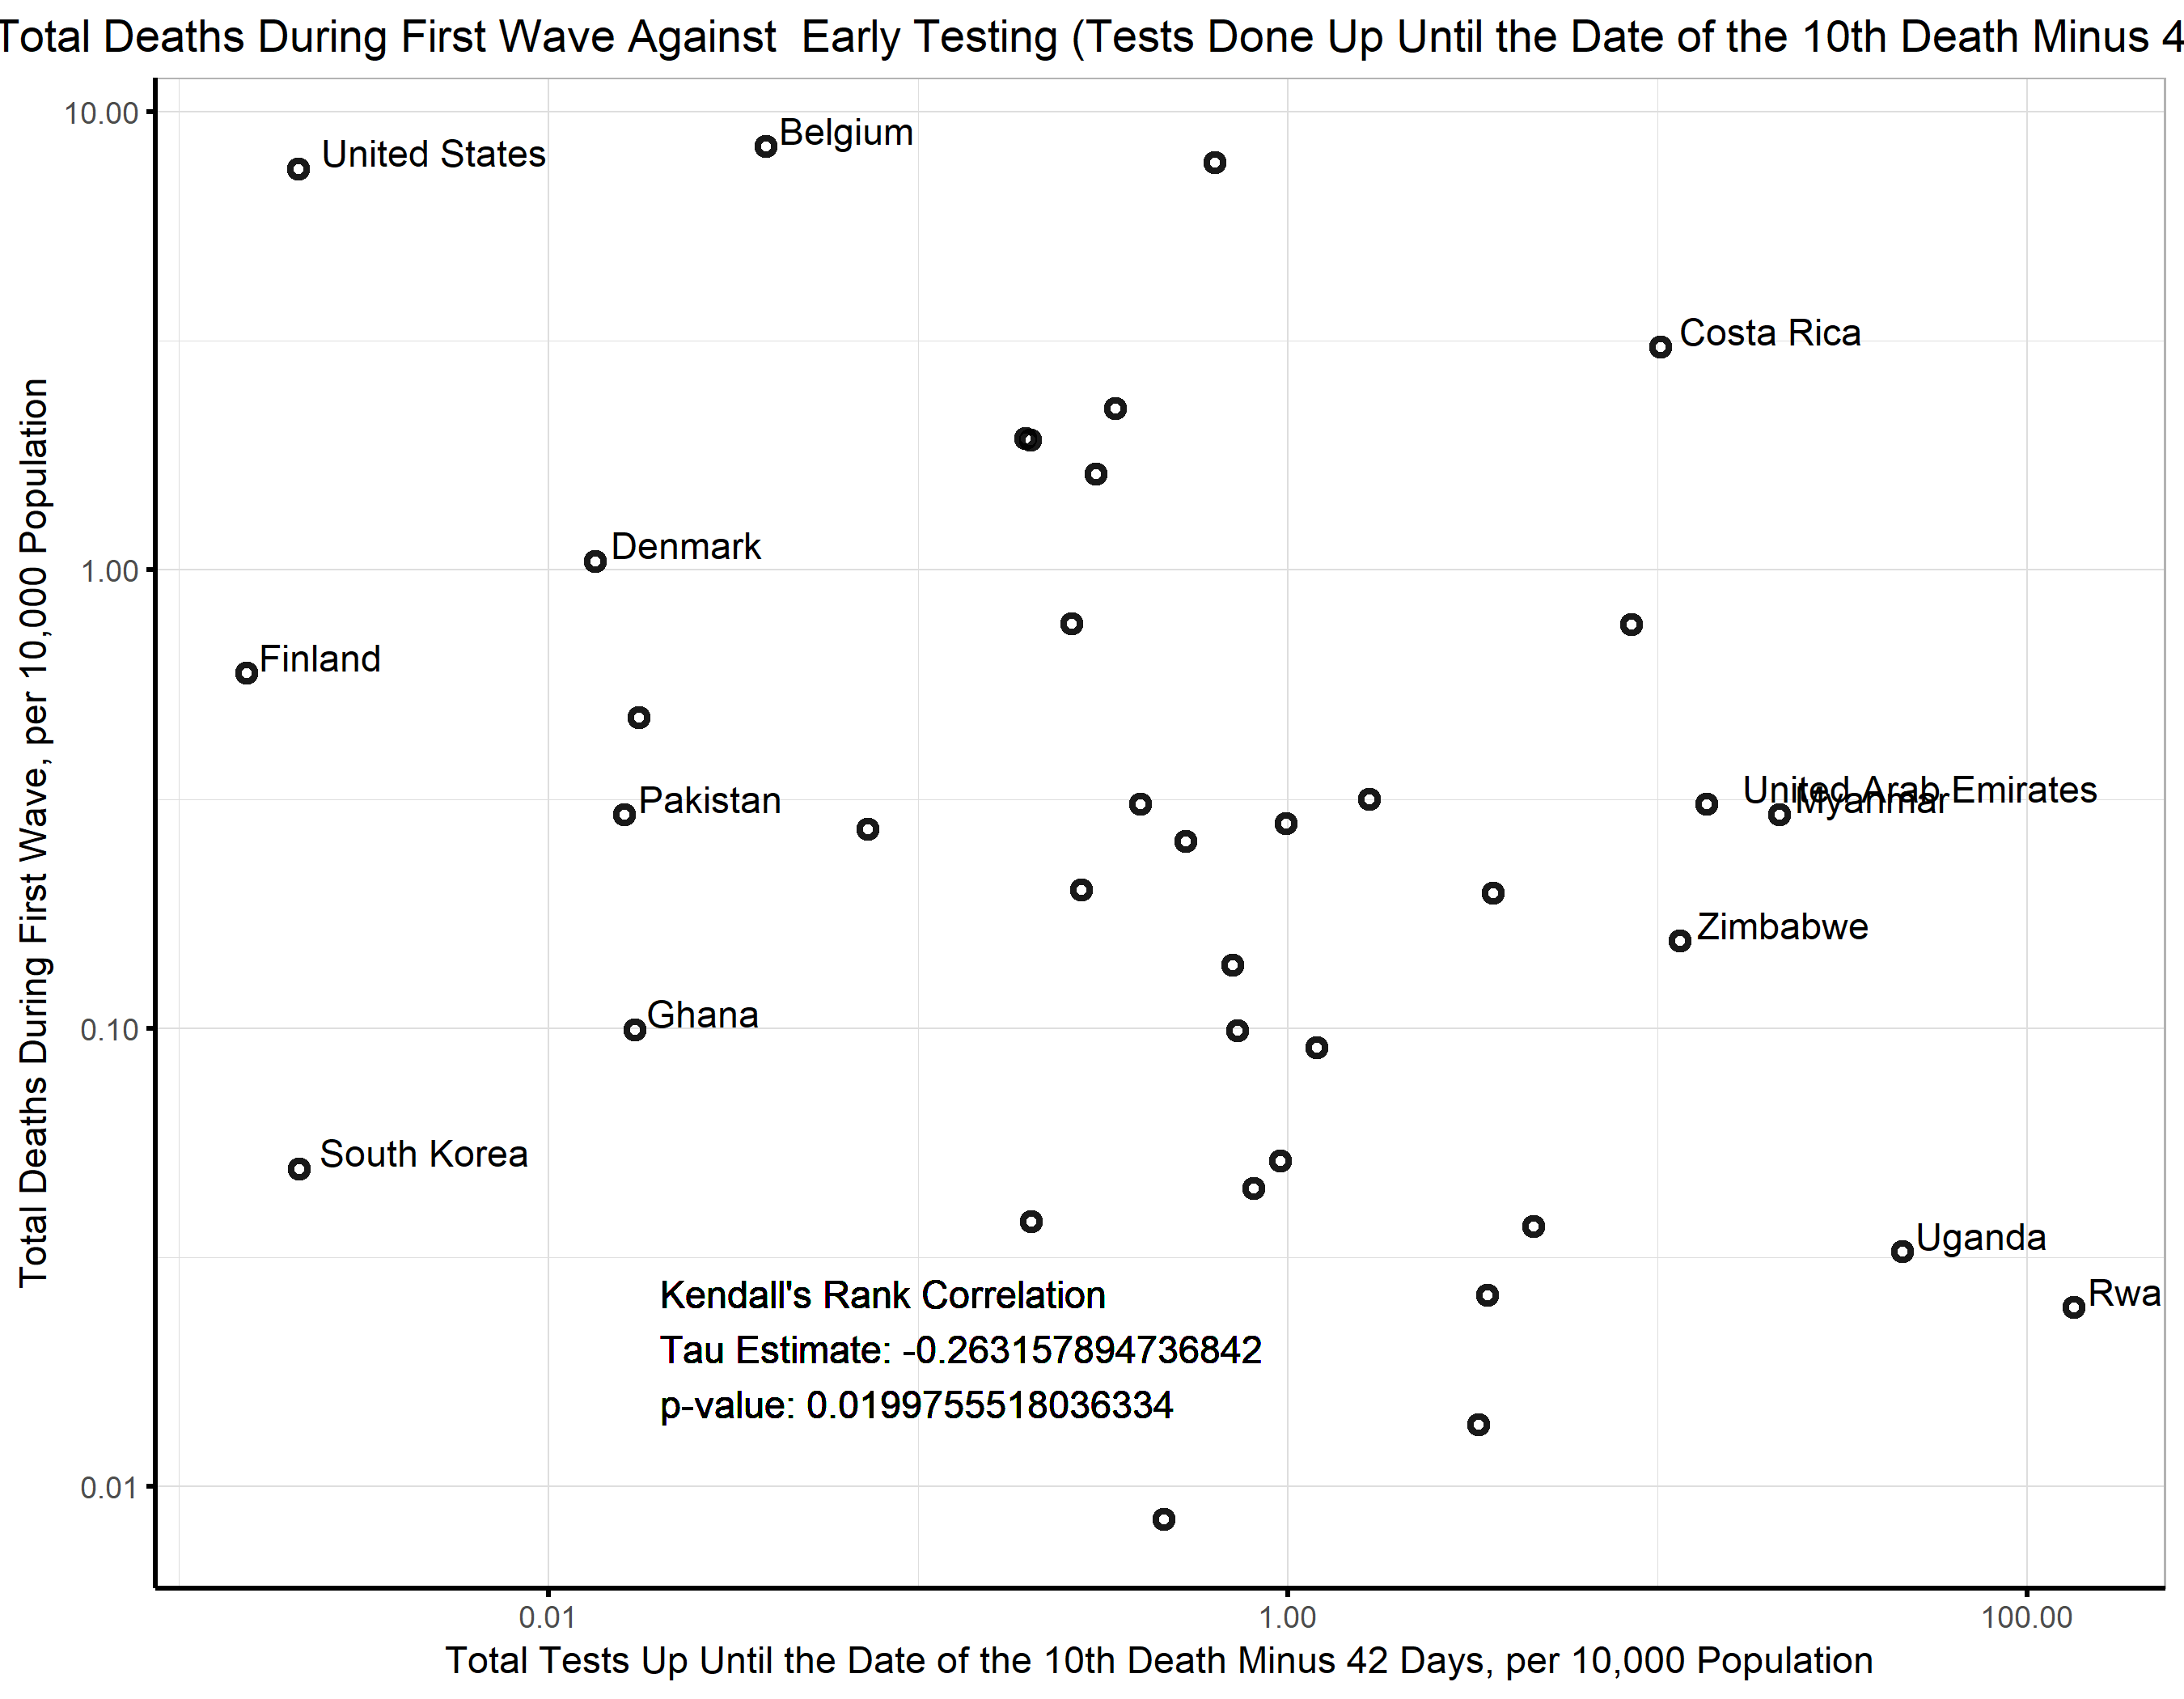 Total Deaths During First Wave Against  Early Testing (Tests Done Up Until the Date of the 10th Death Minus 4
10.00
1.00
0.10
0.01
Total Deaths During First Wave, per 10,000 Population
United States
Belgium
Costa Rica
Denmark
Finland
Pakistan
United Arab Emirates
Myanmar
Zimbabwe
Ghana
South Korea
Uganda
Rwa
Kendall's Rank Correlation
Tau Estimate: -0.263157894736842
p-value: 0.0199755518036334
0.01
1.00
100.00
Total Tests Up Until the Date of the 10th Death Minus 42 Days, per 10,000 Population